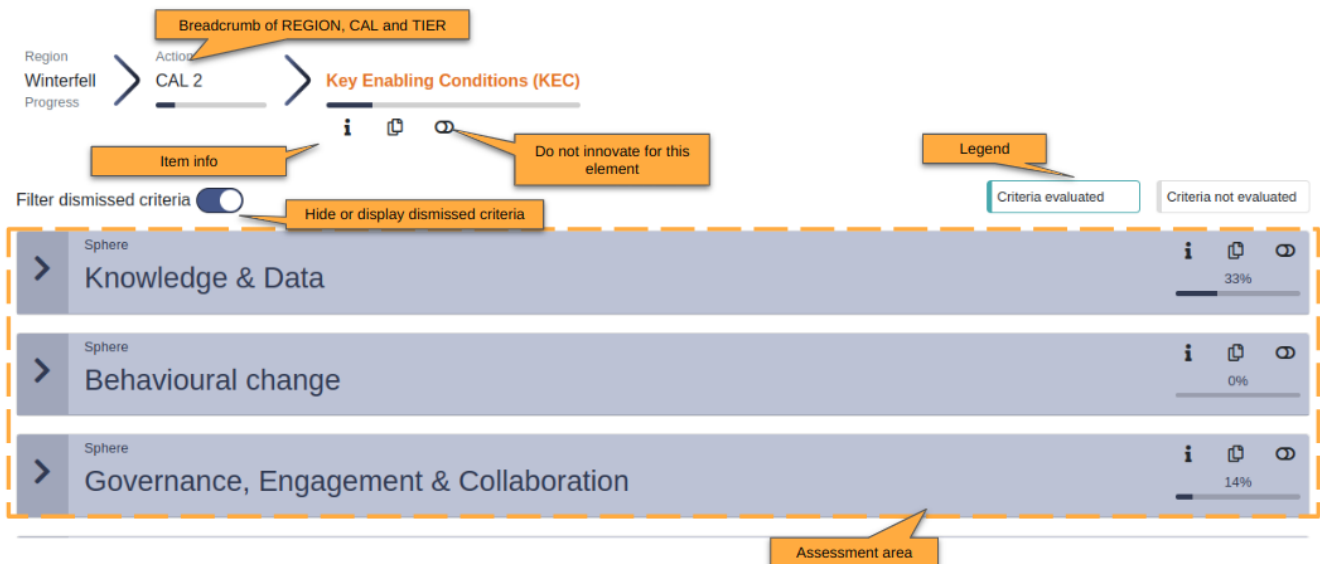 Breadcrumb of REGION, CAL and TIER
Region
Action
Winterfell
CAL 2
Key Enabling Conditions (KEC)
Progress
Item info
Do not innovate for this
element
Legend
Filter dismissed criteria
Hide or display dismissed criteria
Criteria evaluated
Criteria not evaluated
Sphere
Knowledge & Data
33%
Sphere
Behavioural change
0%
Sphere
Governance, Engagement & Collaboration
14%
Assessment area